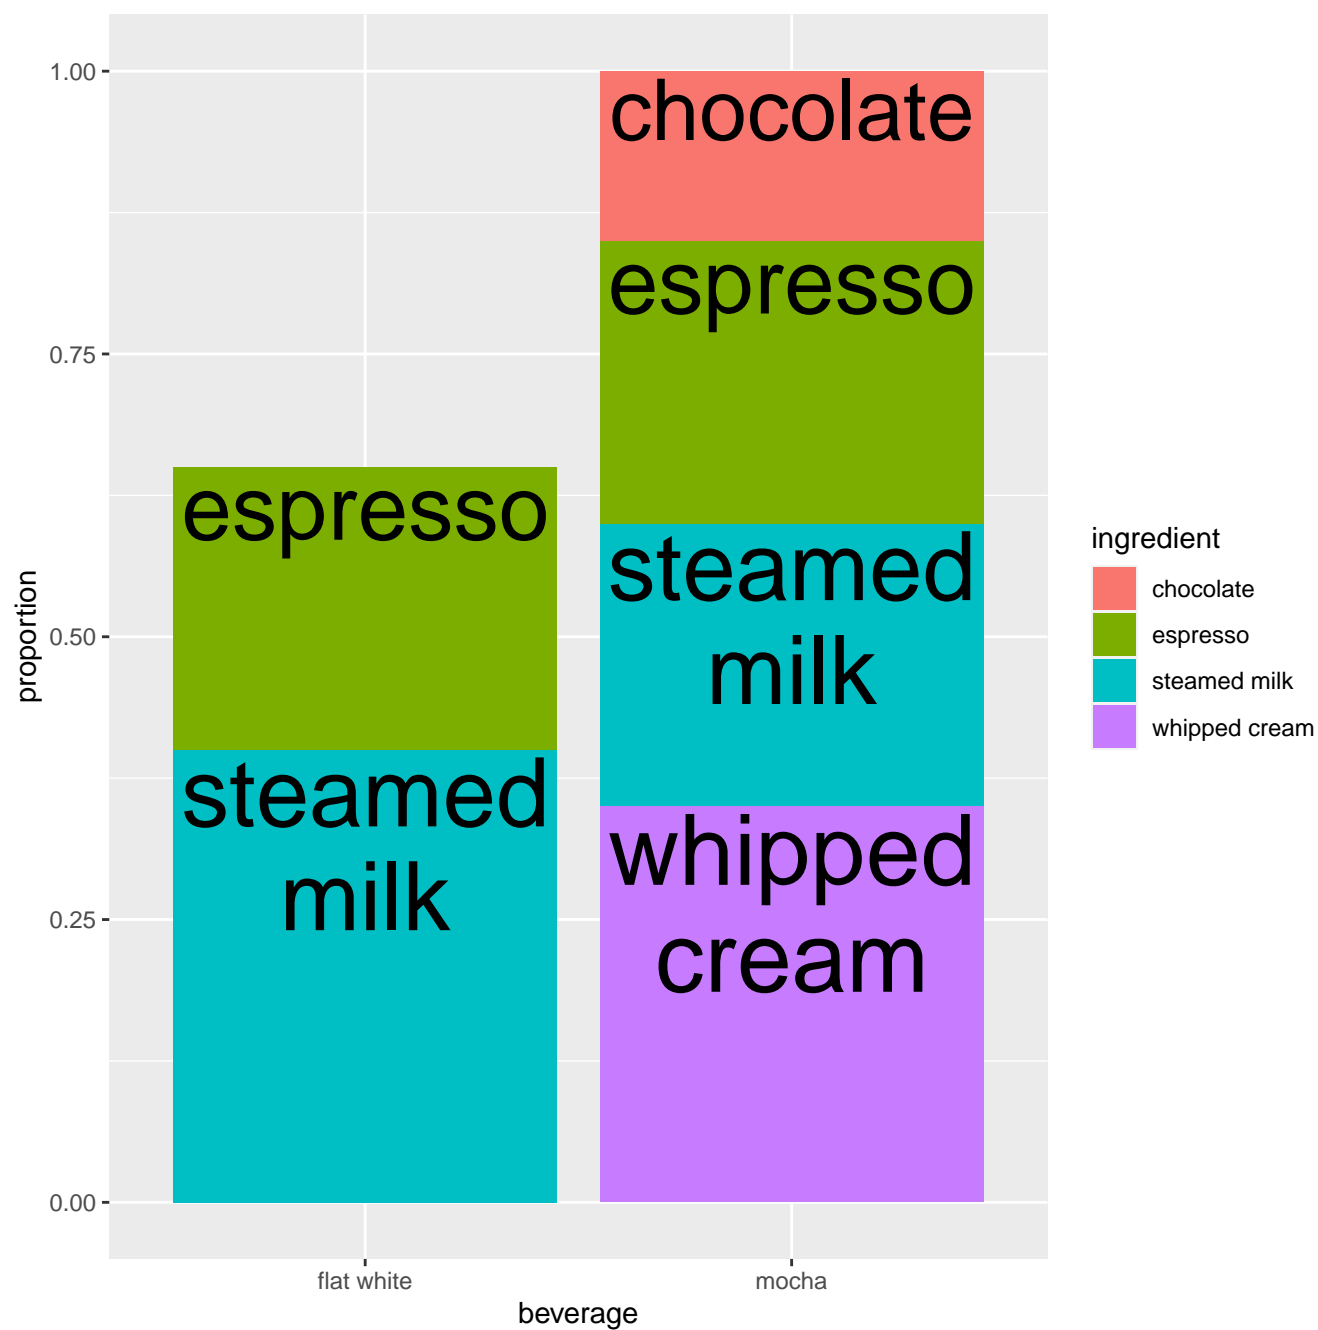 1.00
0.75
0.50
0.25
0.00
proportion
chocolate
espresso
steamed
milk
whipped
cream
espresso
steamed
milk
flat white
mocha
beverage
ingredient
chocolate
espresso
steamed milk
whipped cream